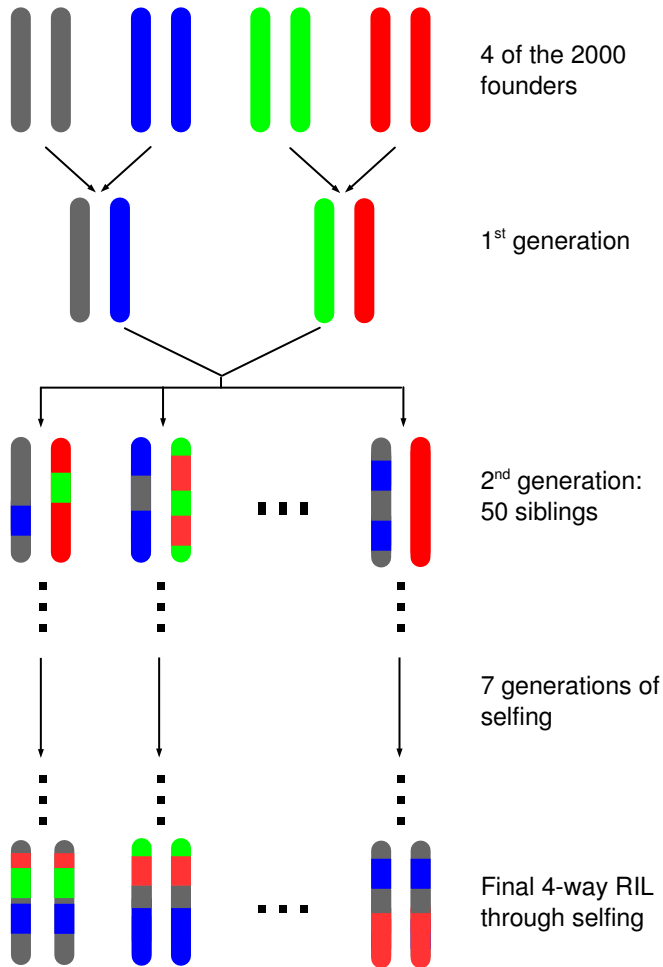 4 of the 2000
founders
1st generation
2nd generation:
50 siblings
7 generations of
selfing
Final 4-way RIL
through selfing